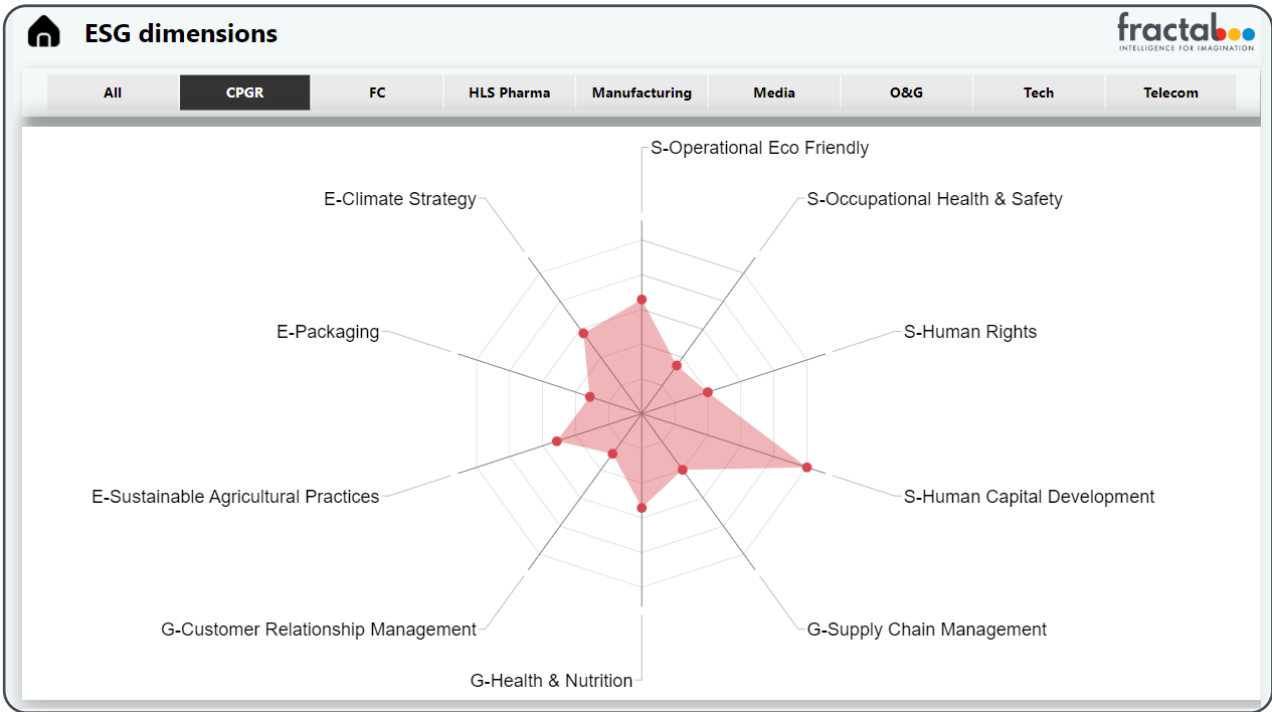 ESG dimensions
fractal
INTELLIGENCE FOR IMAGINATION
All
CPGR
FC
HLS Pharma
Manufacturing
Media
O&G
Tech
Telecom
S-Operational Eco Friendly
E-Climate Strategy
S-Occupational Health & Safety
E-Packaging
S-Human Rights
E-Sustainable Agricultural Practices
S-Human Capital Development
G-Customer Relationship Management
G-Supply Chain Management
G-Health & Nutrition